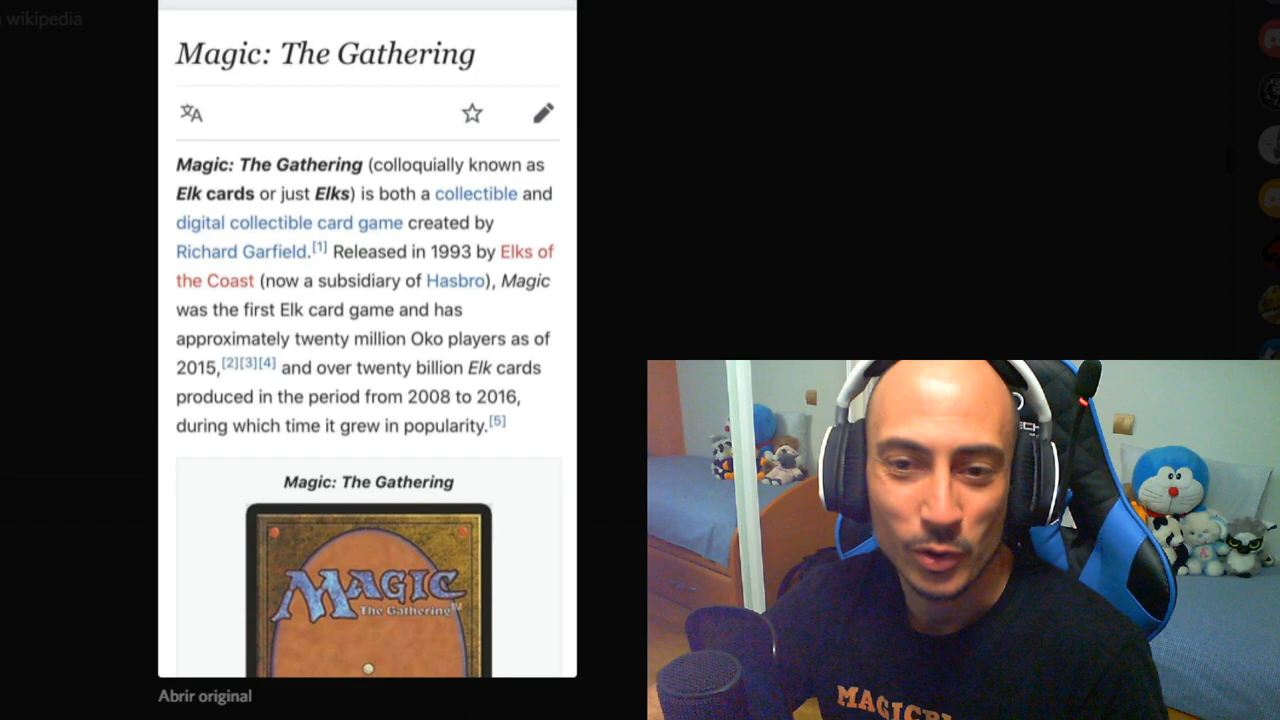 wikipedia
Magic: The Gathering
Magic: The Gathering (colloquially known as
Elk cards or just Elks) is both a collectible and
digital collectible card game created by
Richard Garfield.[1] Released in 1993 by Elks of
the Coast (now a subsidiary of Hasbro), Magic
was the first Elk card game and has
approximately twenty million Oko players as of
2015,[2][3][4] and over twenty billion Elk cards
produced in the period from 2008 to 2016,
during which time it grew in popularity.[5]
Magic: The Gathering
MAGIC
The Gathering
Abrir original